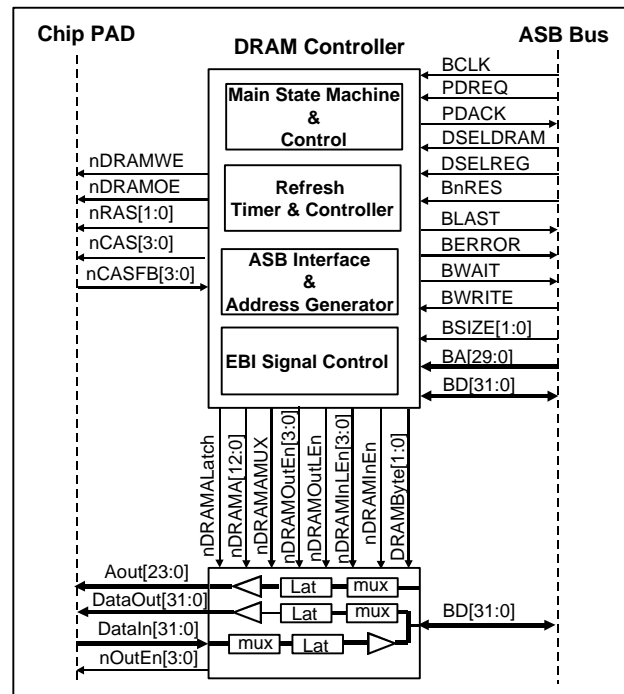 Chip PAD
DRAM Controller
ASB Bus
Main State Machine
&
Control
Refresh
Timer & Controller
ASB Interface
&
Address Generator
EBI Signal Control
nDRAMWE
nDRAMOE
nRAS[1:0]
nCAS[3:0]
nCASFB[3:0]
BCLK
PDREQ
PDACK
DSELDRAM
DSELREG
BnRES
BLAST
BERROR
BWAIT
BWRITE
BSIZE[1:0]
BA[29:0]
BD[31:0]
nDRAMALatch
nDRAMA[12:0]
nDRAMAMUX
nDRAMOutEn[3:0]
nDRAMOutLEn
nDRAMInLEn[3:0]
nDRAMInEn
DRAMByte[1:0]
Aout[23:0]
Lat
mux
DataOut[31:0]
Lat
mux
DataIn[31:0]
mux
Lat
nOutEn[3:0]
BD[31:0]